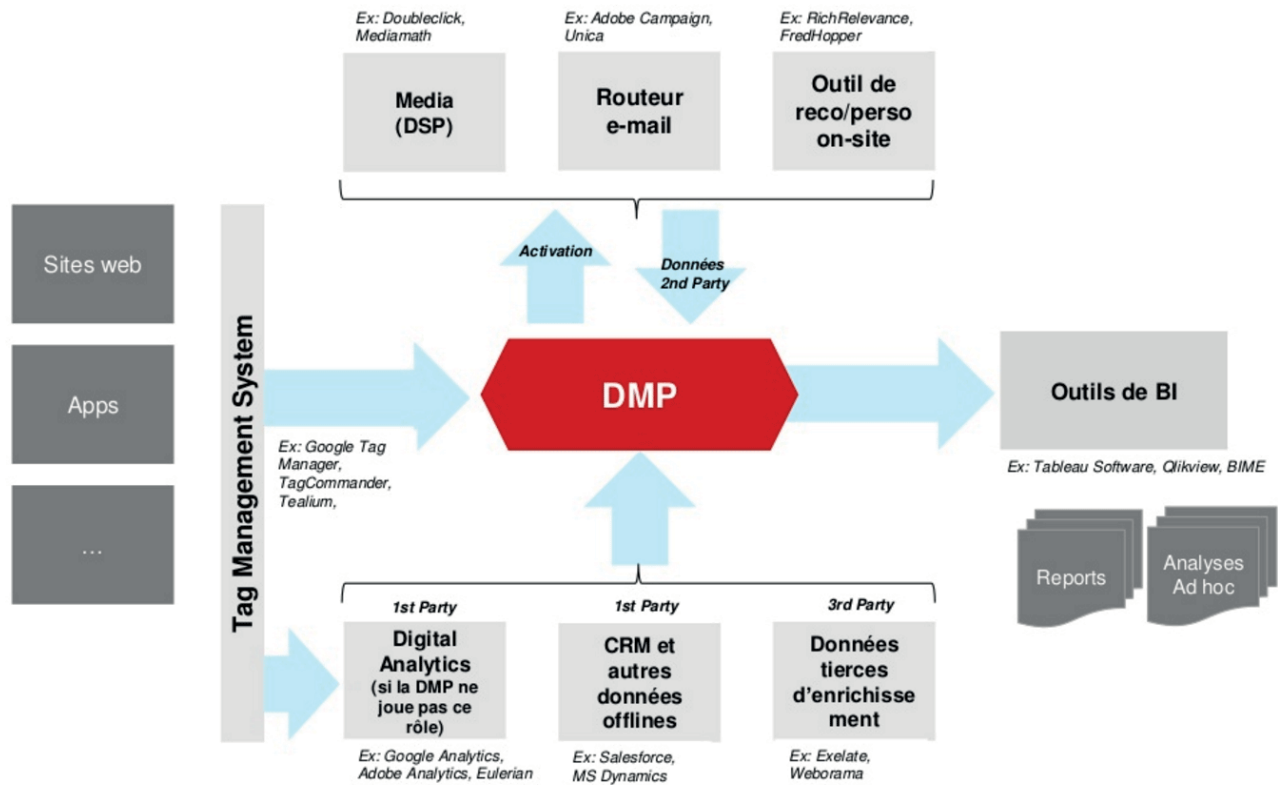 Ex: Doubleclick,
Mediamath
Ex: Adobe Campaign,
Unica
Ex: RichRelevance,
FredHopper
Media
(DSP)
Routeur
e-mail
Outil de
reco/perso
on-site
Sites web
Apps
...
Tag Management System
Activation
Données
2nd Party
DMP
Ex: Google Tag
Manager,
TagCommander,
Tealium,
Outils de BI
Ex: Tableau Software, Qlikview, BIME
Reports
Analyses
Ad hoc
1st Party
Digital
Analytics
(si la DMP ne
joue pas ce
rôle)
Ex: Google Analytics,
Adobe Analytics, Eulerian
1st Party
CRM et
autres
données
offlines
Ex: Salesforce,
MS Dynamics
3rd Party
Données
tierces
d’enrichisse
ment
Ex: Exelate,
Weborama